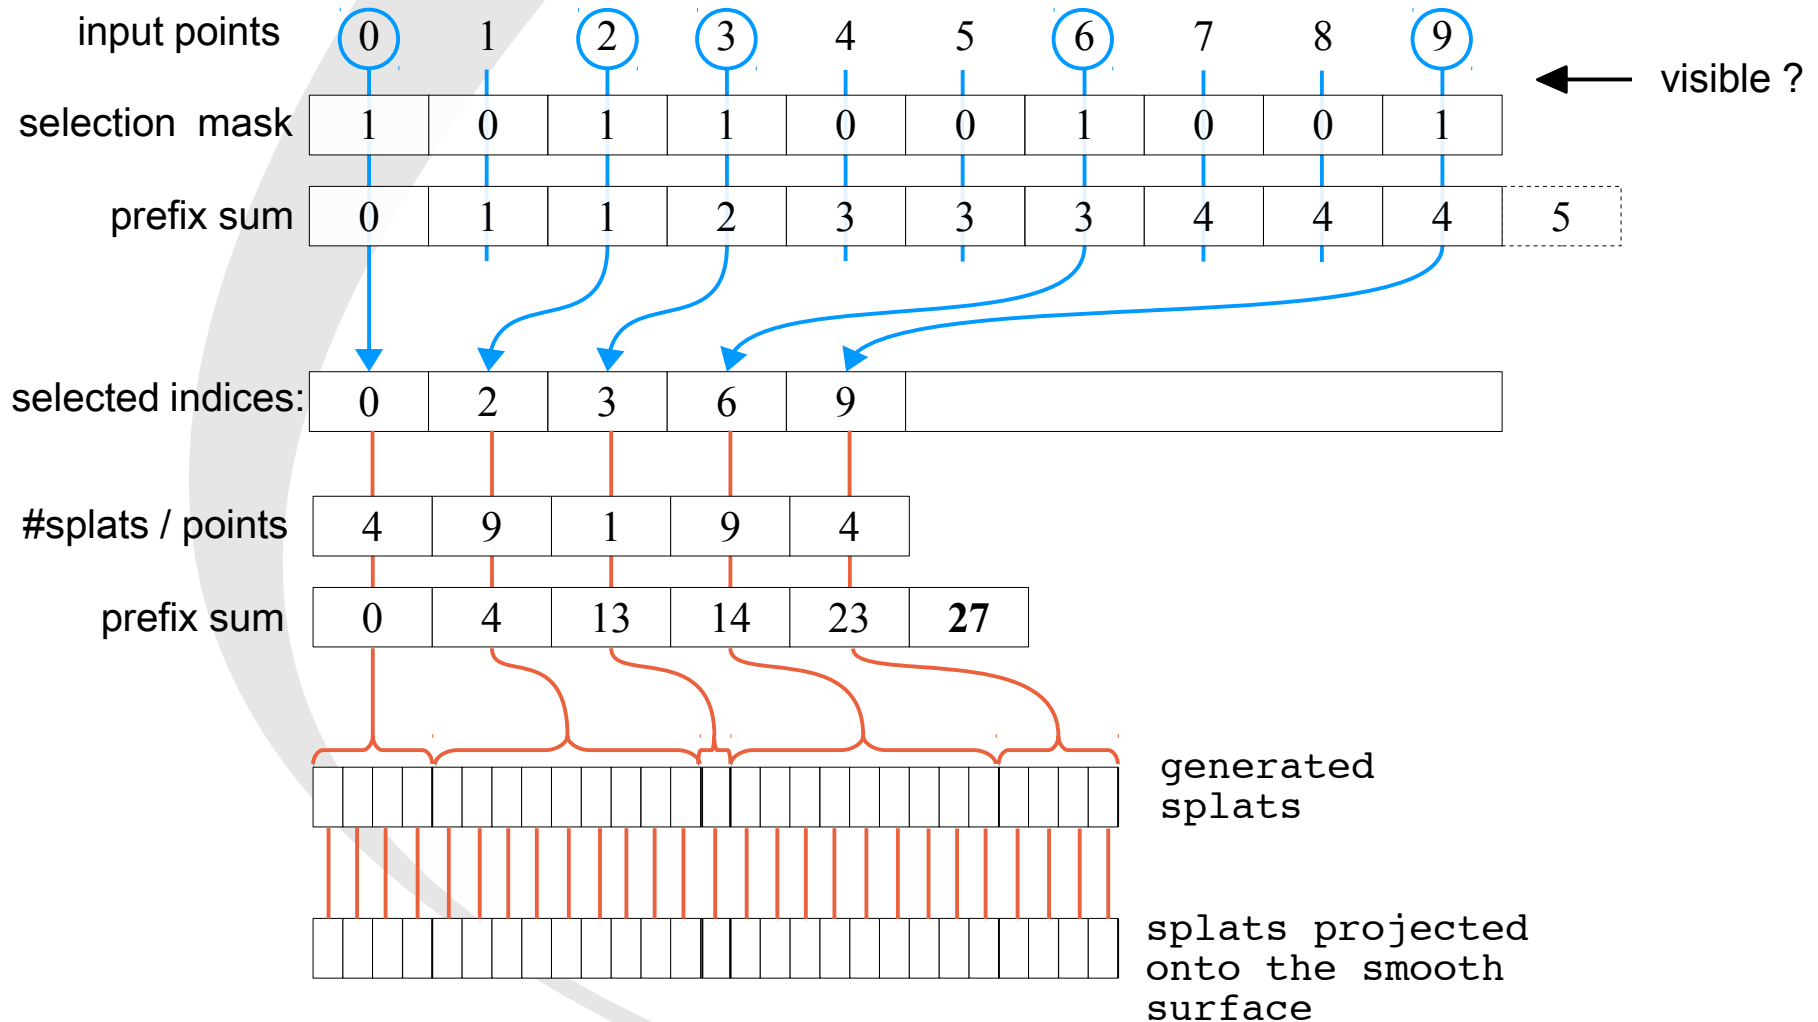 input points 0 1 2 3 4 5 6 7 8 9
visible ?
selection mask 1 0 1 1 0 0 1 0 0 1
prefix sum 0 1 1 2 3 3 3 4 4 4 5
selected indices: 0 2 3 6 9
#splats / points 4 9 1 9 4
prefix sum 0 4 13 14 23 27
generated
splats
splats projected
onto the smooth
surface